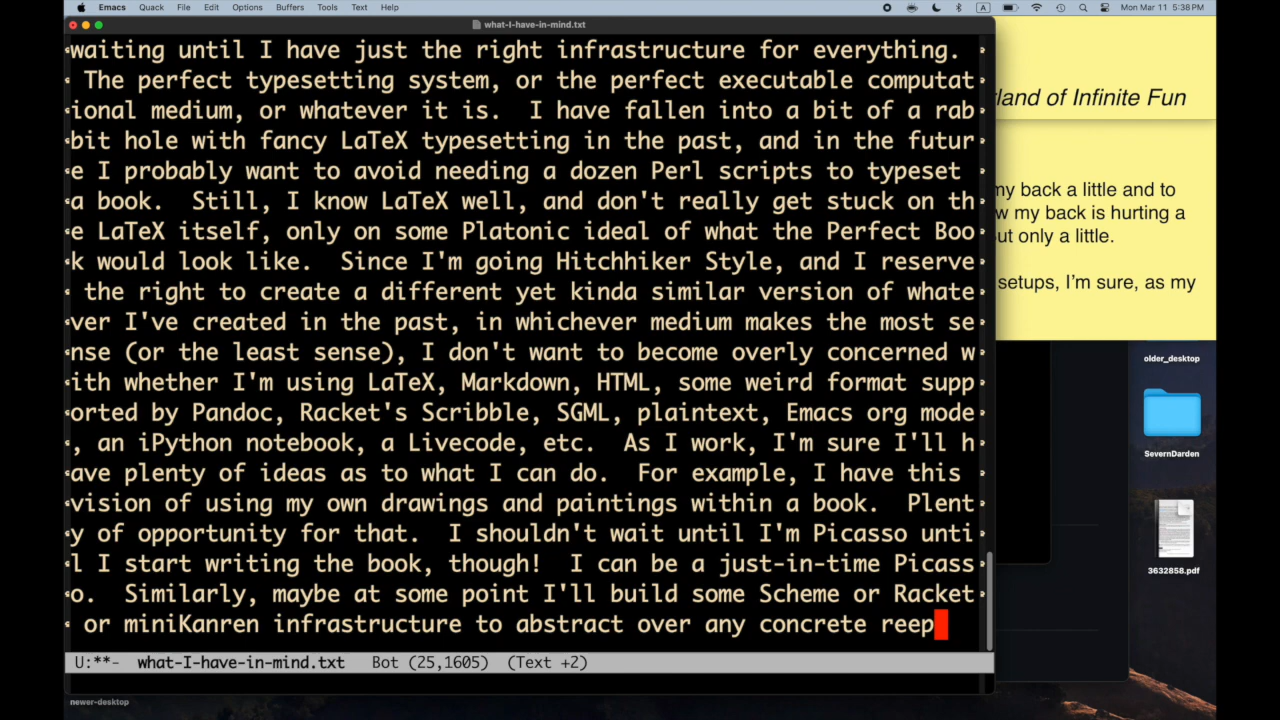 Emacs Quack File Edit Options Buffers Tools Text Help Mon Mar 11 5:38 PM
what-I-have-in-mind.txt
waiting until I have just the right infrastructure for everything.
The perfect typesetting system, or the perfect executable computat
ional medium, or whatever it is. I have fallen into a bit of a rab
bit hole with fancy LaTeX typesetting in the past, and in the futur
e I probably want to avoid needing a dozen Perl scripts to typeset
a book. Still, I know LaTeX well, and don't really get stuck on th
e LaTeX itself, only on some Platonic ideal of what the Perfect Boo
k would look like. Since I'm going Hitchhiker Style, and I reserve
the right to create a different yet kinda similar version of whate
ver I've created in the past, in whichever medium makes the most se
nse (or the least sense), I don't want to become overly concerned w
ith whether I'm using LaTeX, Markdown, HTML, some weird format supp
orted by Pandoc, Racket's Scribble, SGML, plaintext, Emacs org mode
, an iPython notebook, a Livecode, etc. As I work, I'm sure I'll h
ave plenty of ideas as to what I can do. For example, I have this
vision of using my own drawings and paintings within a book. Plent
y of opportunity for that. I shouldn't wait until I'm Picasso unti
l I start writing the book, though! I can be a just-in-time Picass
o. Similarly, maybe at some point I'll build some Scheme or Racket
or miniKanren infrastructure to abstract over any concrete reep
U:**- what-I-have-in-mind.txt Bot (25,1605) (Text +2)
land of Infinite Fun
my back a little and to
w my back is hurting a
ut only a little.
setups, I'm sure, as my
older_desktop
SevernDarden
3632858.pdf
newer-desktop